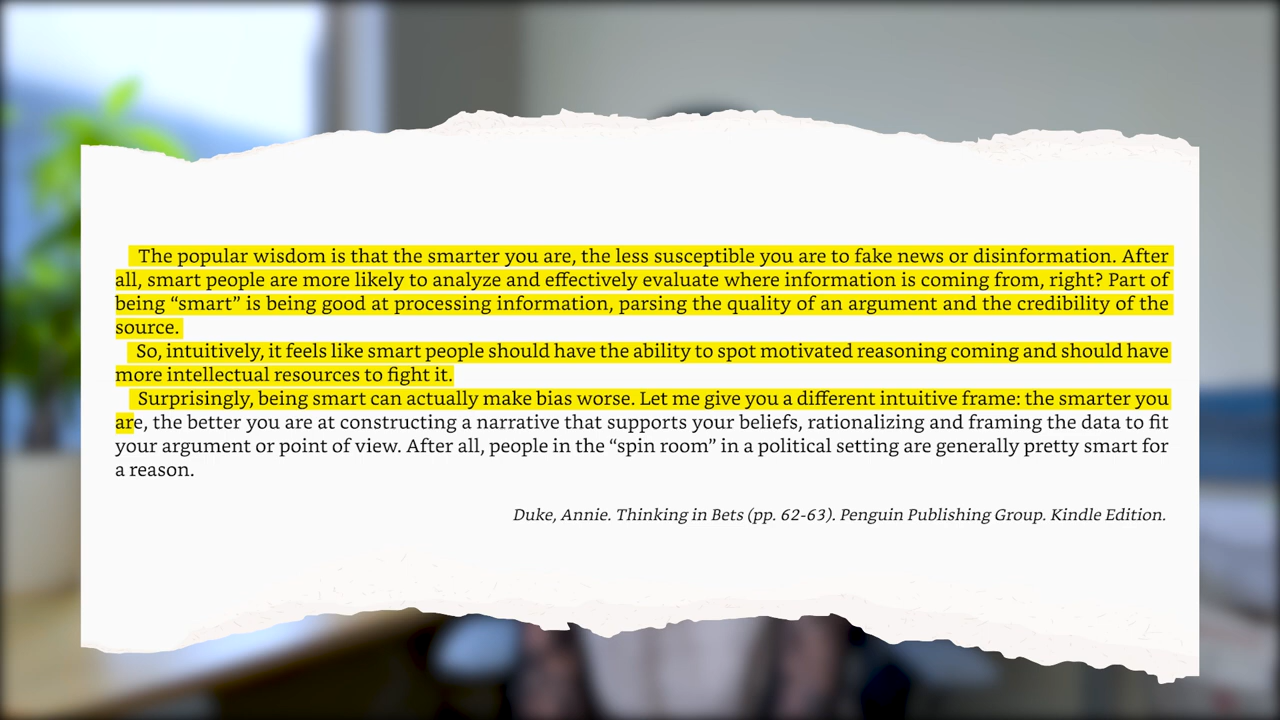 The popular wisdom is that the smarter you are, the less susceptible you are to fake news or disinformation. After
all, smart people are more likely to analyze and effectively evaluate where information is coming from, right? Part of
being “smart” is being good at processing information, parsing the quality of an argument and the credibility of the
source.
So, intuitively, it feels like smart people should have the ability to spot motivated reasoning coming and should have
more intellectual resources to fight it.
Surprisingly, being smart can actually make bias worse. Let me give you a different intuitive frame: the smarter you
are, the better you are at constructing a narrative that supports your beliefs, rationalizing and framing the data to fit
your argument or point of view. After all, people in the “spin room” in a political setting are generally pretty smart for
a reason.
Duke, Annie. Thinking in Bets (pp. 62-63). Penguin Publishing Group. Kindle Edition.